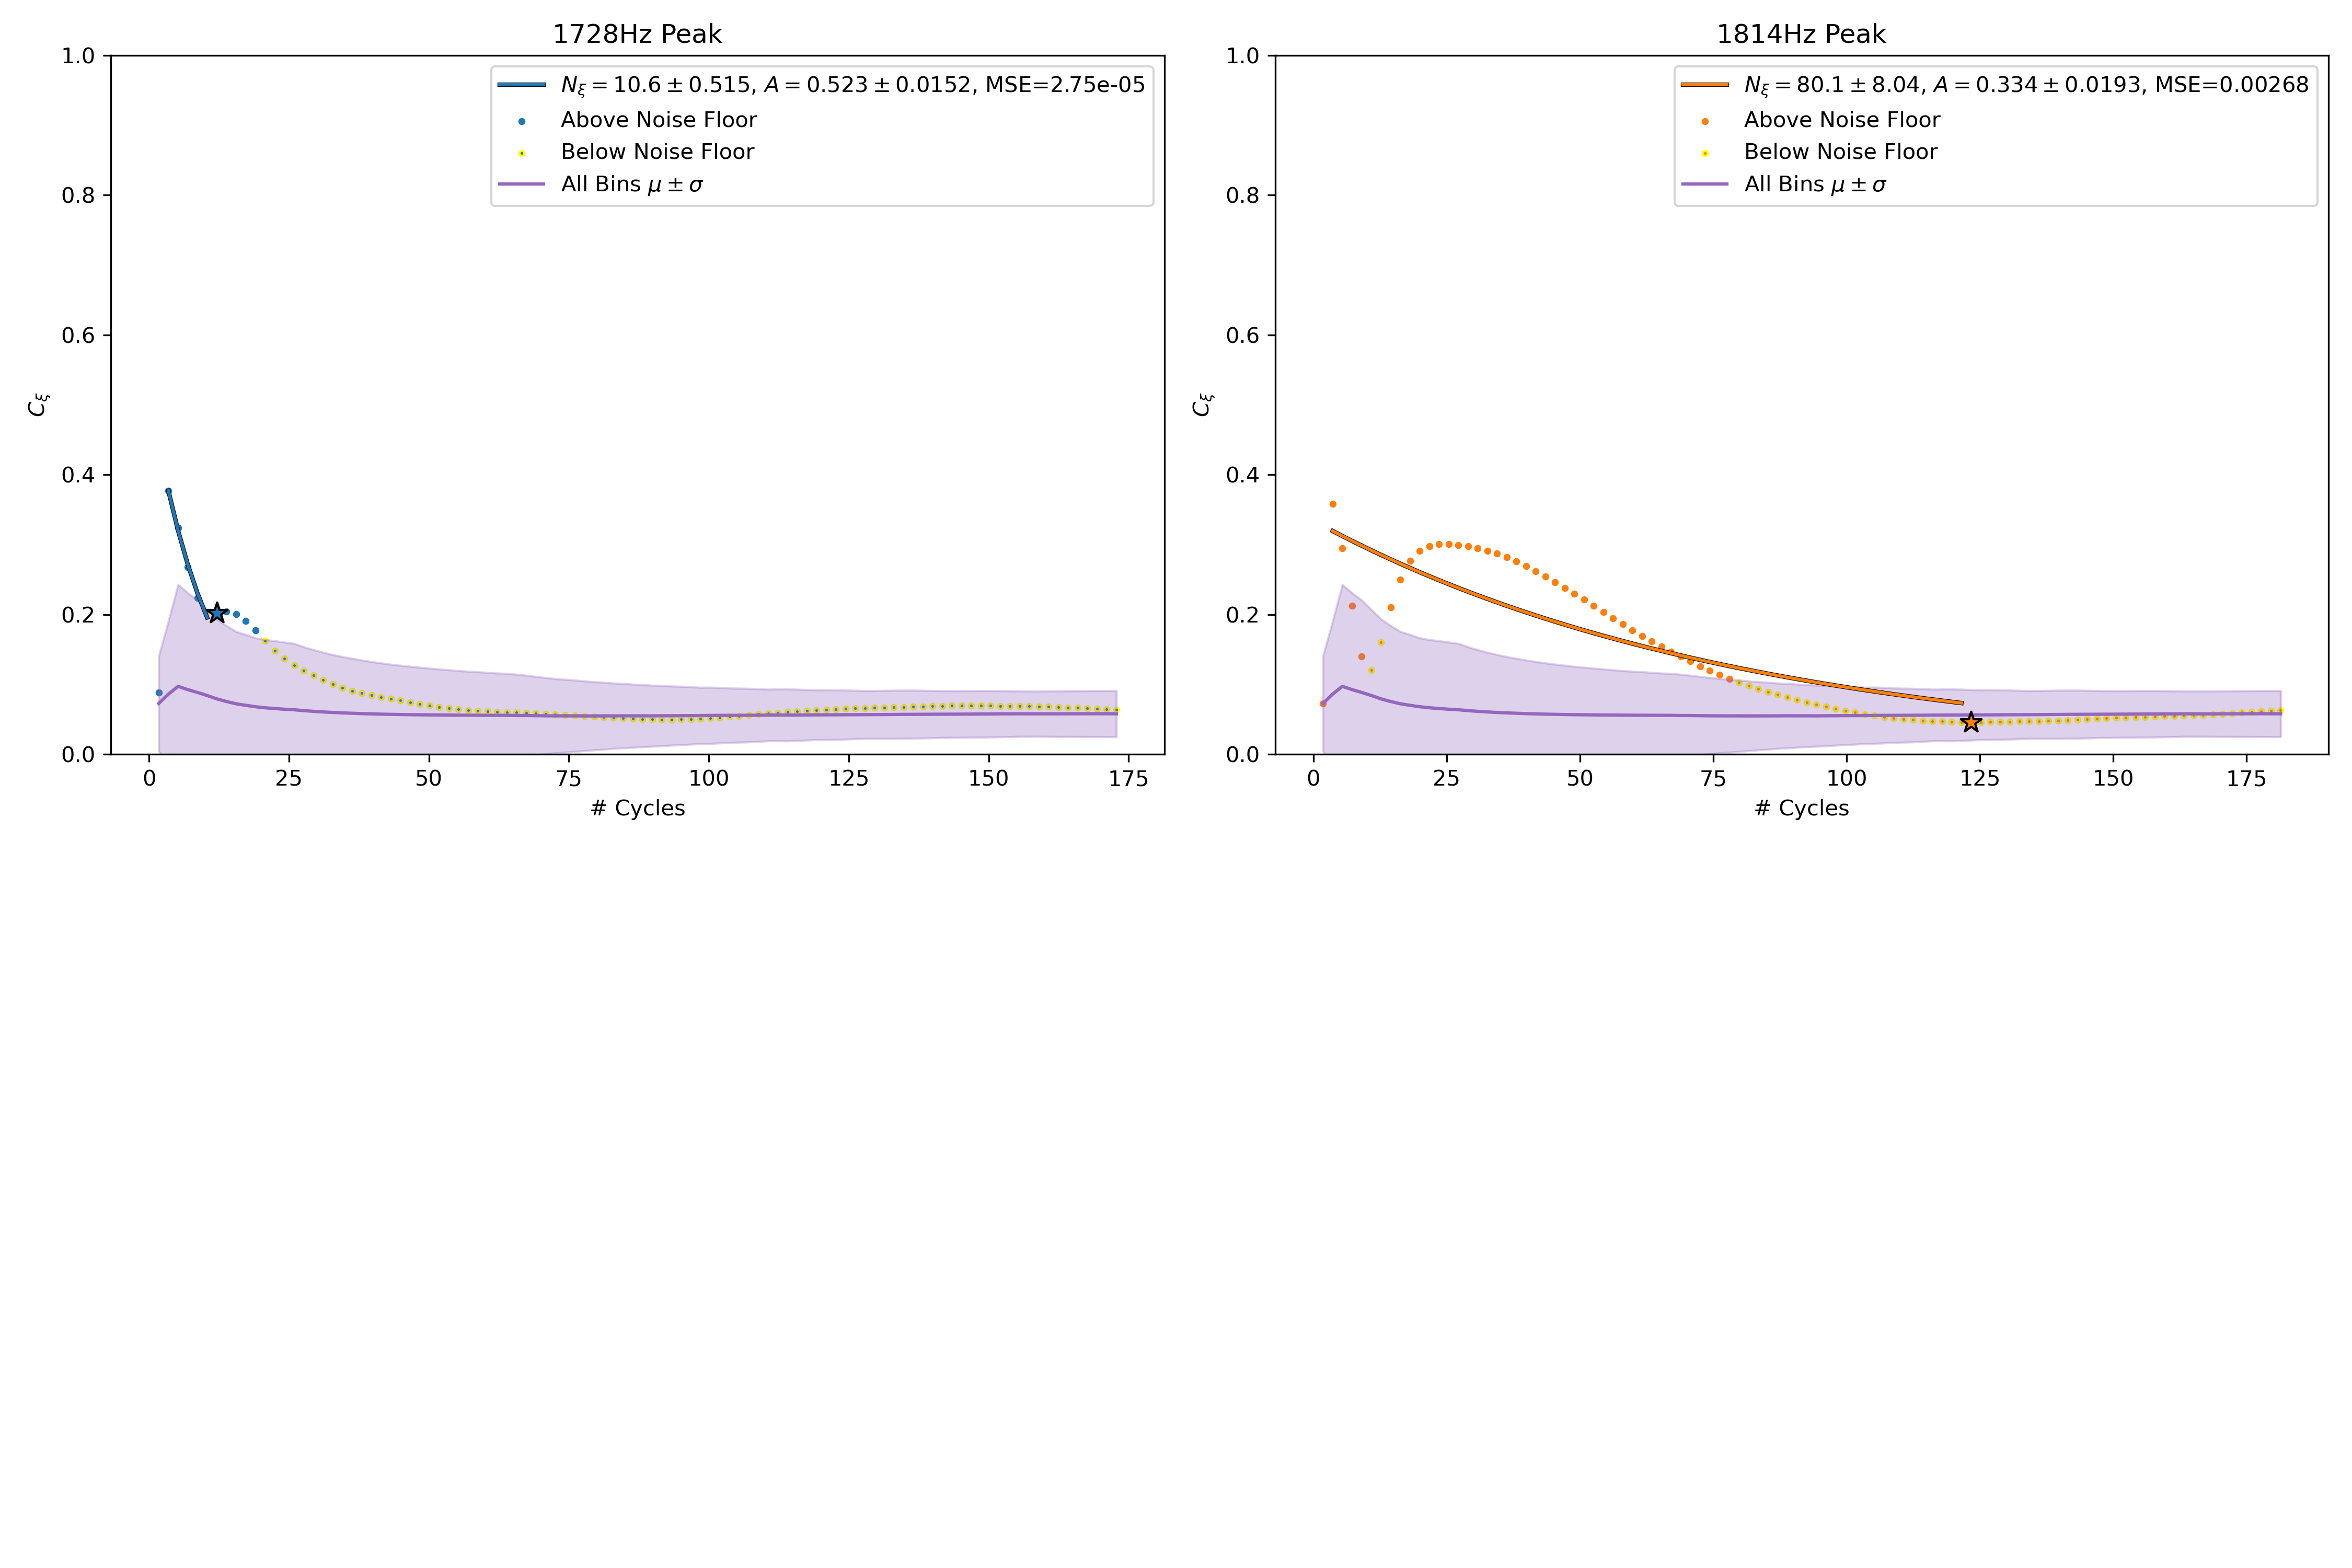 1728Hz Peak
1.0
0.8
0.6
0.4
0.2
0.0
C_ξ
N_ξ = 10.6 ± 0.515, A = 0.523 ± 0.0152, MSE=2.75e-05
Above Noise Floor
Below Noise Floor
All Bins μ ± σ
0 25 50 75 100 125 150 175
# Cycles
1814Hz Peak
1.0
0.8
0.6
0.4
0.2
0.0
C_ξ
N_ξ = 80.1 ± 8.04, A = 0.334 ± 0.0193, MSE=0.00268
Above Noise Floor
Below Noise Floor
All Bins μ ± σ
0 25 50 75 100 125 150 175
# Cycles